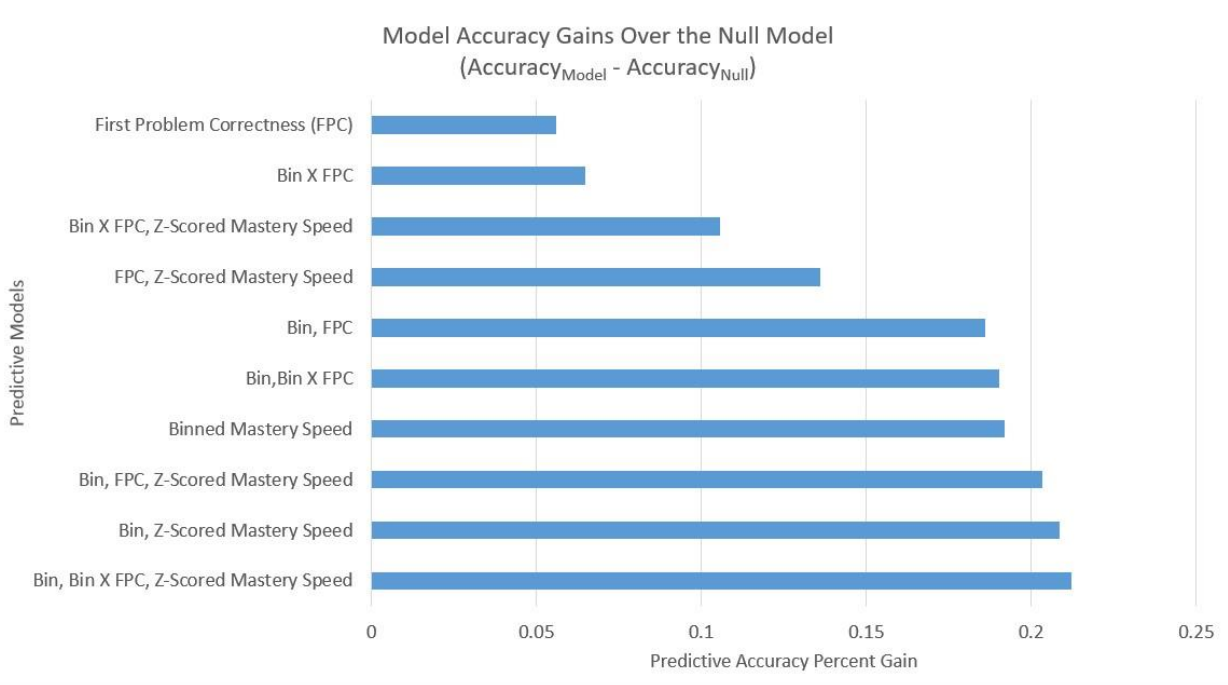 Model Accuracy Gains Over the Null Model
(AccuracyModel - AccuracyNull)
First Problem Correctness (FPC)
Bin X FPC
Bin X FPC, Z-Scored Mastery Speed
FPC, Z-Scored Mastery Speed
Bin, FPC
Bin,Bin X FPC
Binned Mastery Speed
Bin, FPC, Z-Scored Mastery Speed
Bin, Z-Scored Mastery Speed
Bin, Bin X FPC, Z-Scored Mastery Speed
Predictive Models
0 0.05 0.1 0.15 0.2 0.25
Predictive Accuracy Percent Gain